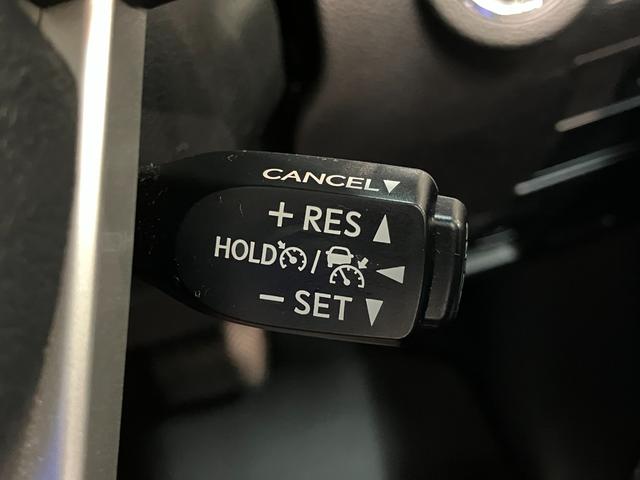 CANCEL▼
+ RES ▲
HOLD / ◀
− SET ▼